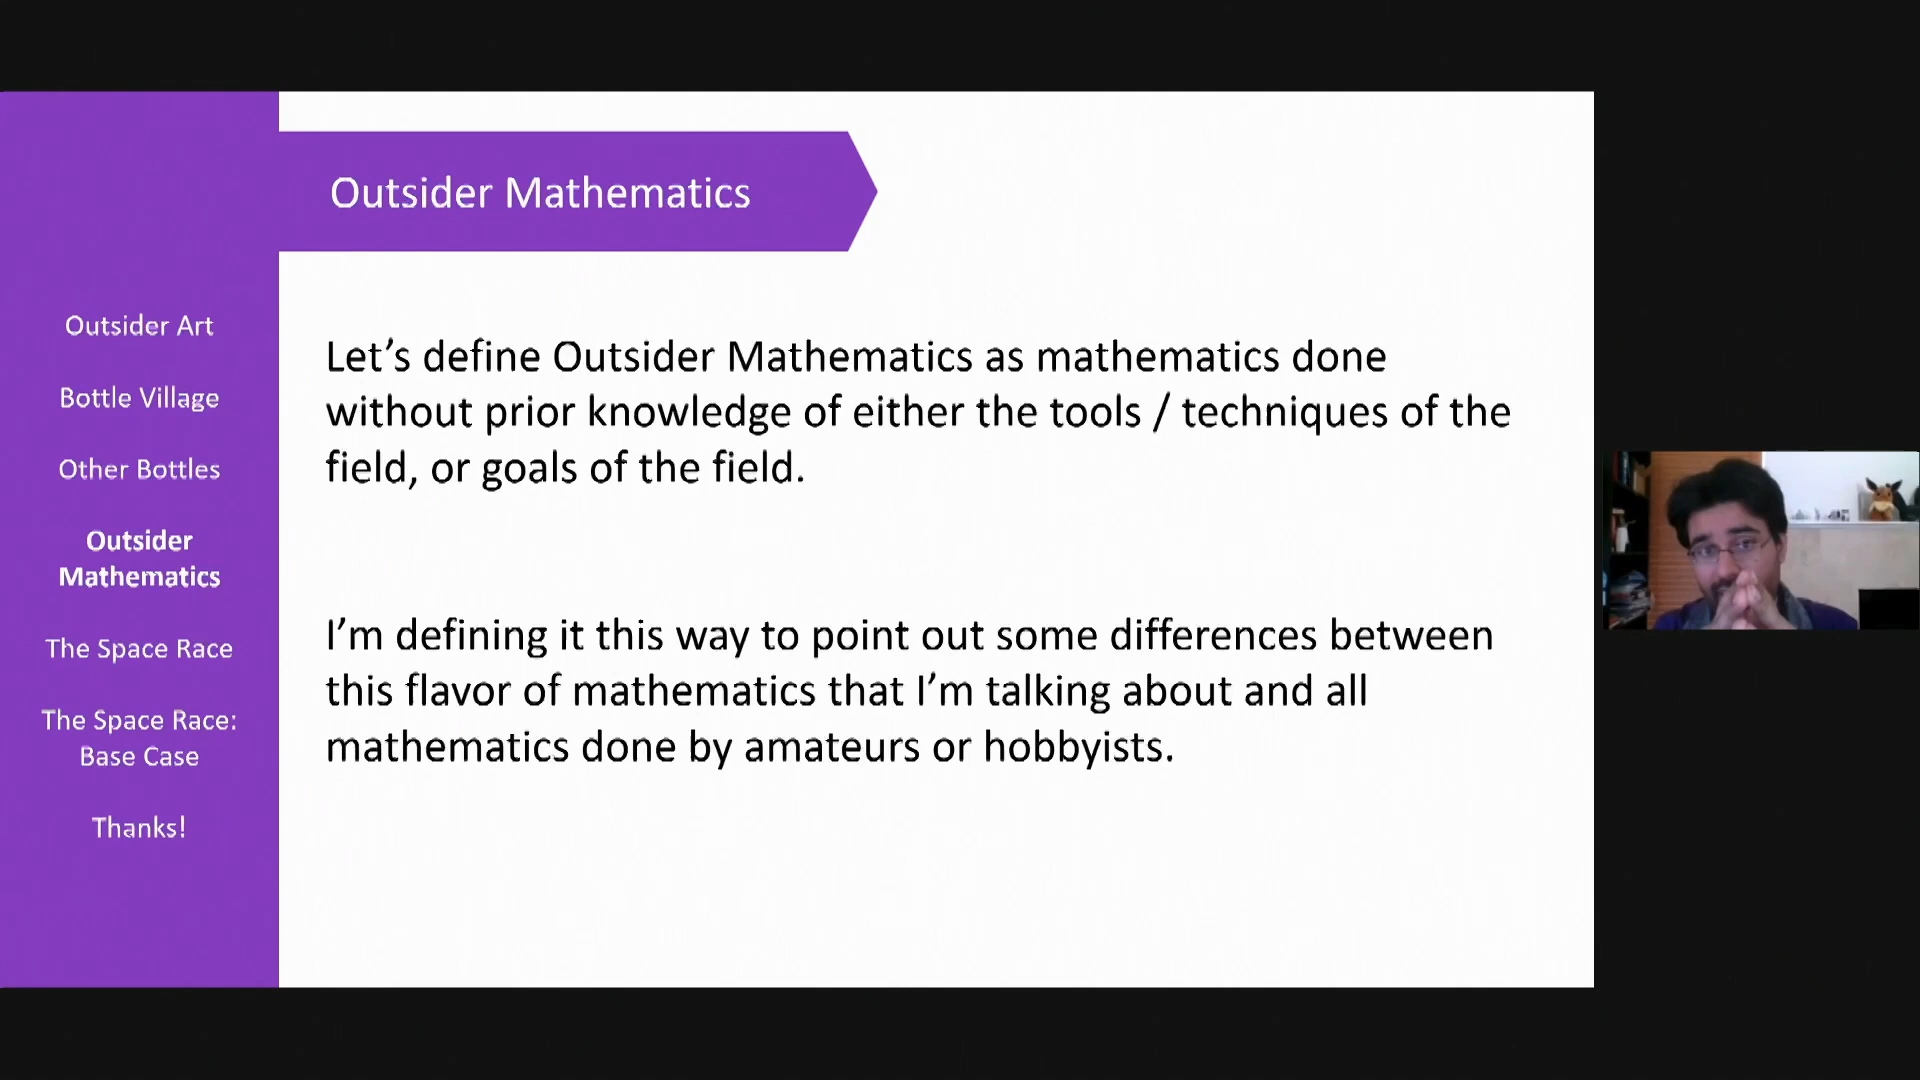 Outsider Mathematics
Outsider Art
Bottle Village
Other Bottles
Outsider
Mathematics
The Space Race
The Space Race:
Base Case
Thanks!
Let’s define Outsider Mathematics as mathematics done
without prior knowledge of either the tools / techniques of the
field, or goals of the field.
I’m defining it this way to point out some differences between
this flavor of mathematics that I’m talking about and all
mathematics done by amateurs or hobbyists.